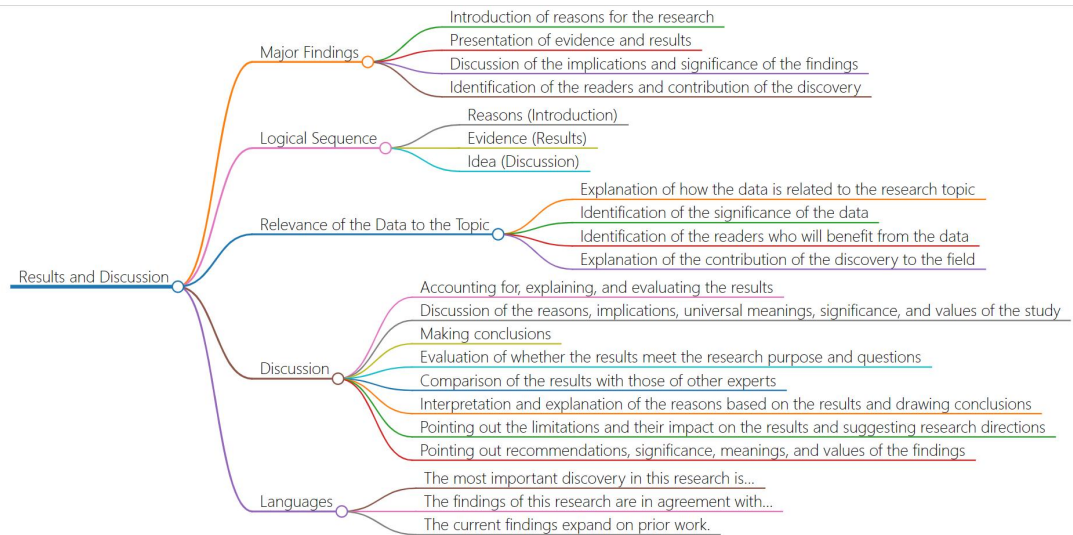 Results and Discussion
Major Findings
Introduction of reasons for the research
Presentation of evidence and results
Discussion of the implications and significance of the findings
Identification of the readers and contribution of the discovery
Logical Sequence
Reasons (Introduction)
Evidence (Results)
Idea (Discussion)
Relevance of the Data to the Topic
Explanation of how the data is related to the research topic
Identification of the significance of the data
Identification of the readers who will benefit from the data
Explanation of the contribution of the discovery to the field
Discussion
Accounting for, explaining, and evaluating the results
Discussion of the reasons, implications, universal meanings, significance, and values of the study
Making conclusions
Evaluation of whether the results meet the research purpose and questions
Comparison of the results with those of other experts
Interpretation and explanation of the reasons based on the results and drawing conclusions
Pointing out the limitations and their impact on the results and suggesting research directions
Pointing out recommendations, significance, meanings, and values of the findings
Languages
The most important discovery in this research is...
The findings of this research are in agreement with...
The current findings expand on prior work.